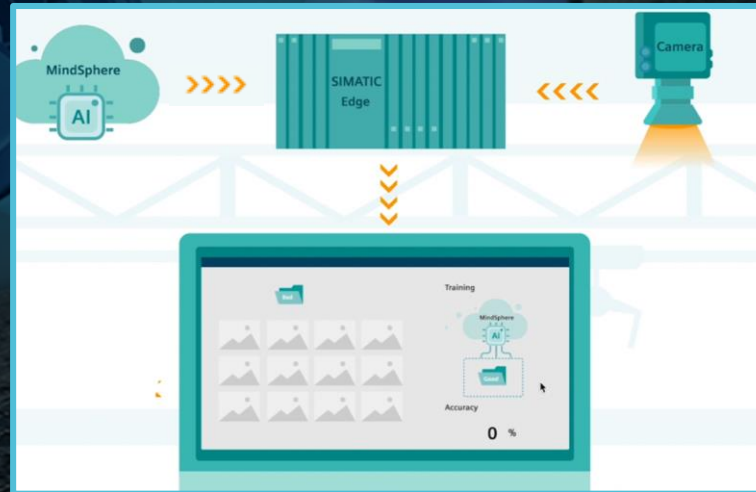 MindSphere
AI
SIMATIC
Edge
Camera
Bad
Training
MindSphere
AI
Good
Accuracy
0 %